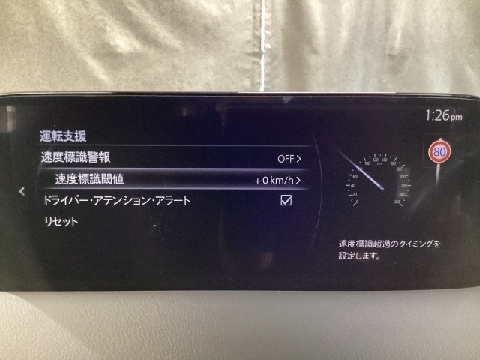 1:26pm
運転支援
速度標識警報 OFF>
速度標識閾値 +0 km/h>
ドライバー・アテンション・アラート
リセット
80
速度標識超過のタイミングを
設定します。